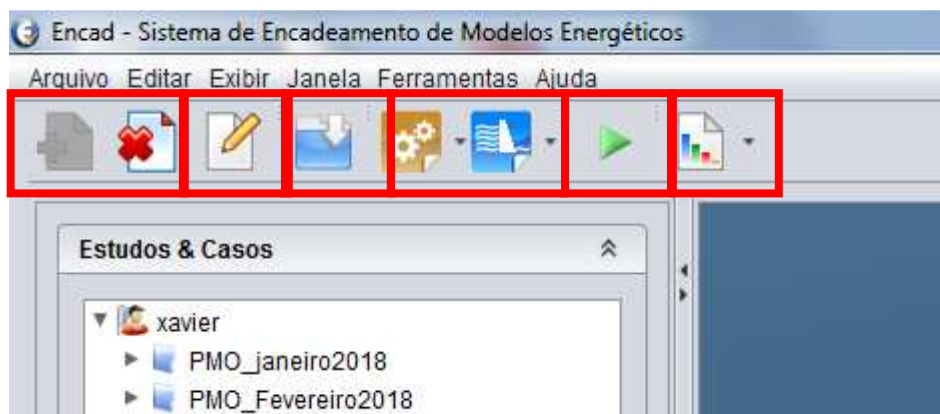 Encad - Sistema de Encadeamento de Modelos Energéticos
Arquivo Editar Exibir Janela Ferramentas Ajuda
Estudos & Casos
xavier
PMO_janeiro2018
PMO_Fevereiro2018